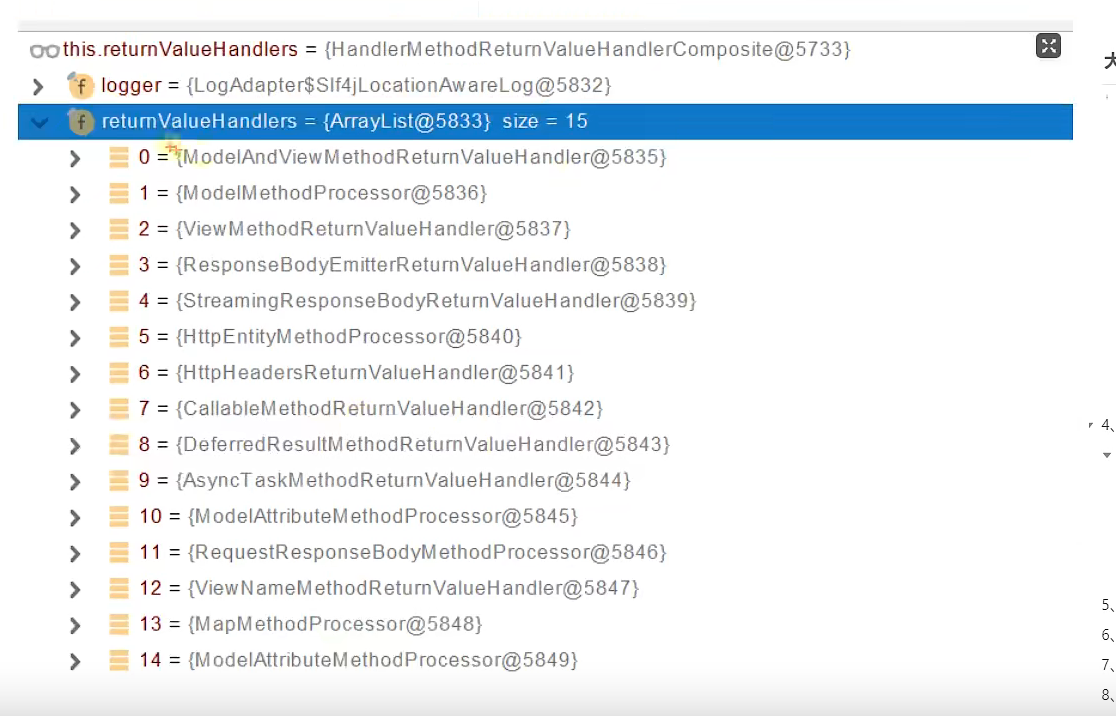 this.returnValueHandlers = {HandlerMethodReturnValueHandlerComposite@5733}
f logger = {LogAdapter$Slf4jLocationAwareLog@5832}
f returnValueHandlers = {ArrayList@5833} size = 15
0 = {ModelAndViewMethodReturnValueHandler@5835}
1 = {ModelMethodProcessor@5836}
2 = {ViewMethodReturnValueHandler@5837}
3 = {ResponseBodyEmitterReturnValueHandler@5838}
4 = {StreamingResponseBodyReturnValueHandler@5839}
5 = {HttpEntityMethodProcessor@5840}
6 = {HttpHeadersReturnValueHandler@5841}
7 = {CallableMethodReturnValueHandler@5842}
4、
8 = {DeferredResultMethodReturnValueHandler@5843}
9 = {AsyncTaskMethodReturnValueHandler@5844}
10 = {ModelAttributeMethodProcessor@5845}
11 = {RequestResponseBodyMethodProcessor@5846}
12 = {ViewNameMethodReturnValueHandler@5847}
5、
13 = {MapMethodProcessor@5848}
6、
14 = {ModelAttributeMethodProcessor@5849}
7、
8、